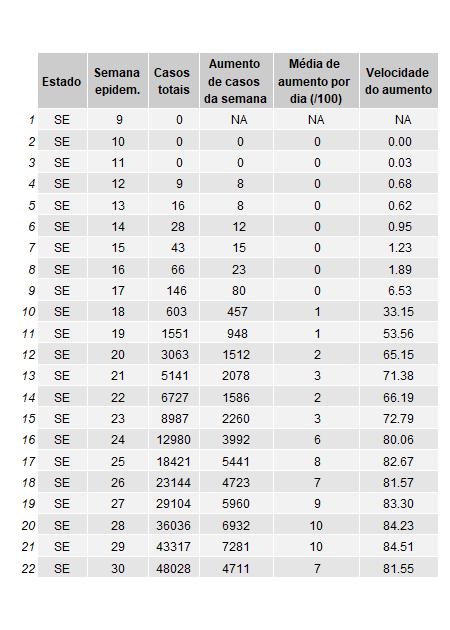 Estado Semana epidem. Casos totais Aumento de casos da semana Média de aumento por dia (/100) Velocidade do aumento
1 SE 9 0 NA NA NA
2 SE 10 0 0 0 0.00
3 SE 11 0 0 0 0.03
4 SE 12 9 8 0 0.68
5 SE 13 16 8 0 0.62
6 SE 14 28 12 0 0.95
7 SE 15 43 15 0 1.23
8 SE 16 66 23 0 1.89
9 SE 17 146 80 0 6.53
10 SE 18 603 457 1 33.15
11 SE 19 1551 948 1 53.56
12 SE 20 3063 1512 2 65.15
13 SE 21 5141 2078 3 71.38
14 SE 22 6727 1586 2 66.19
15 SE 23 8987 2260 3 72.79
16 SE 24 12980 3992 6 80.06
17 SE 25 18421 5441 8 82.67
18 SE 26 23144 4723 7 81.57
19 SE 27 29104 5960 9 83.30
20 SE 28 36036 6932 10 84.23
21 SE 29 43317 7281 10 84.51
22 SE 30 48028 4711 7 81.55